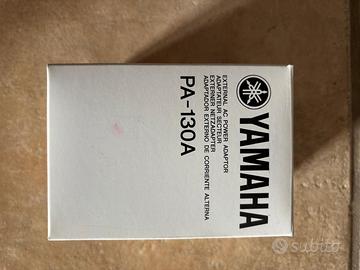 YAMAHA
EXTERNAL AC POWER ADAPTOR
ADAPTATEUR SECTEUR
EXTERNER NETZADAPTER
ADAPTADOR EXTERNO DE CORRIENTE ALTERNA
PA-130A
subito